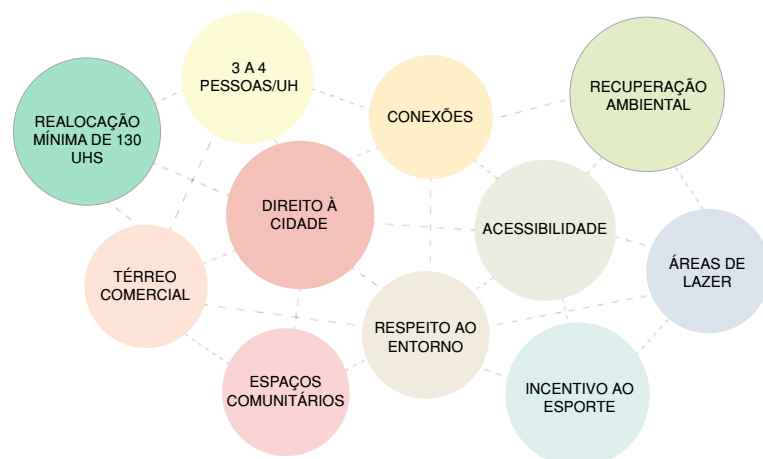 3 A 4
PESSOAS/UH
RECUPERAÇÃO
AMBIENTAL
CONEXÕES
REALOCAÇÃO
MÍNIMA DE 130
UHS
DIREITO À
CIDADE
ACESSIBILIDADE
ÁREAS DE
LAZER
TÉRREO
COMERCIAL
RESPEITO AO
ENTORNO
ESPAÇOS
COMUNITÁRIOS
INCENTIVO AO
ESPORTE